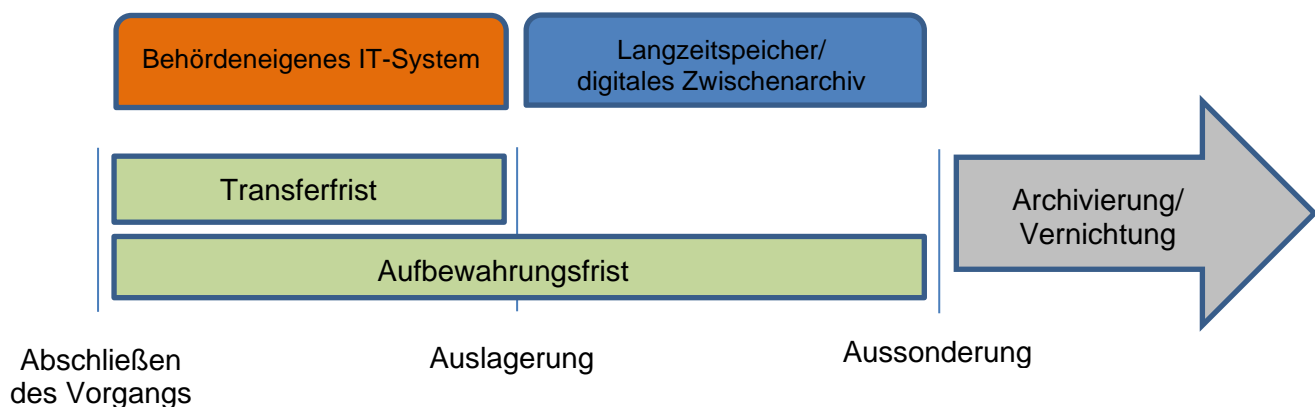 Behördeneigenes IT-System
Langzeitspeicher/
digitales Zwischenarchiv
Transferfrist
Aufbewahrungsfrist
Archivierung/
Vernichtung
Abschließen
des Vorgangs
Auslagerung
Aussonderung